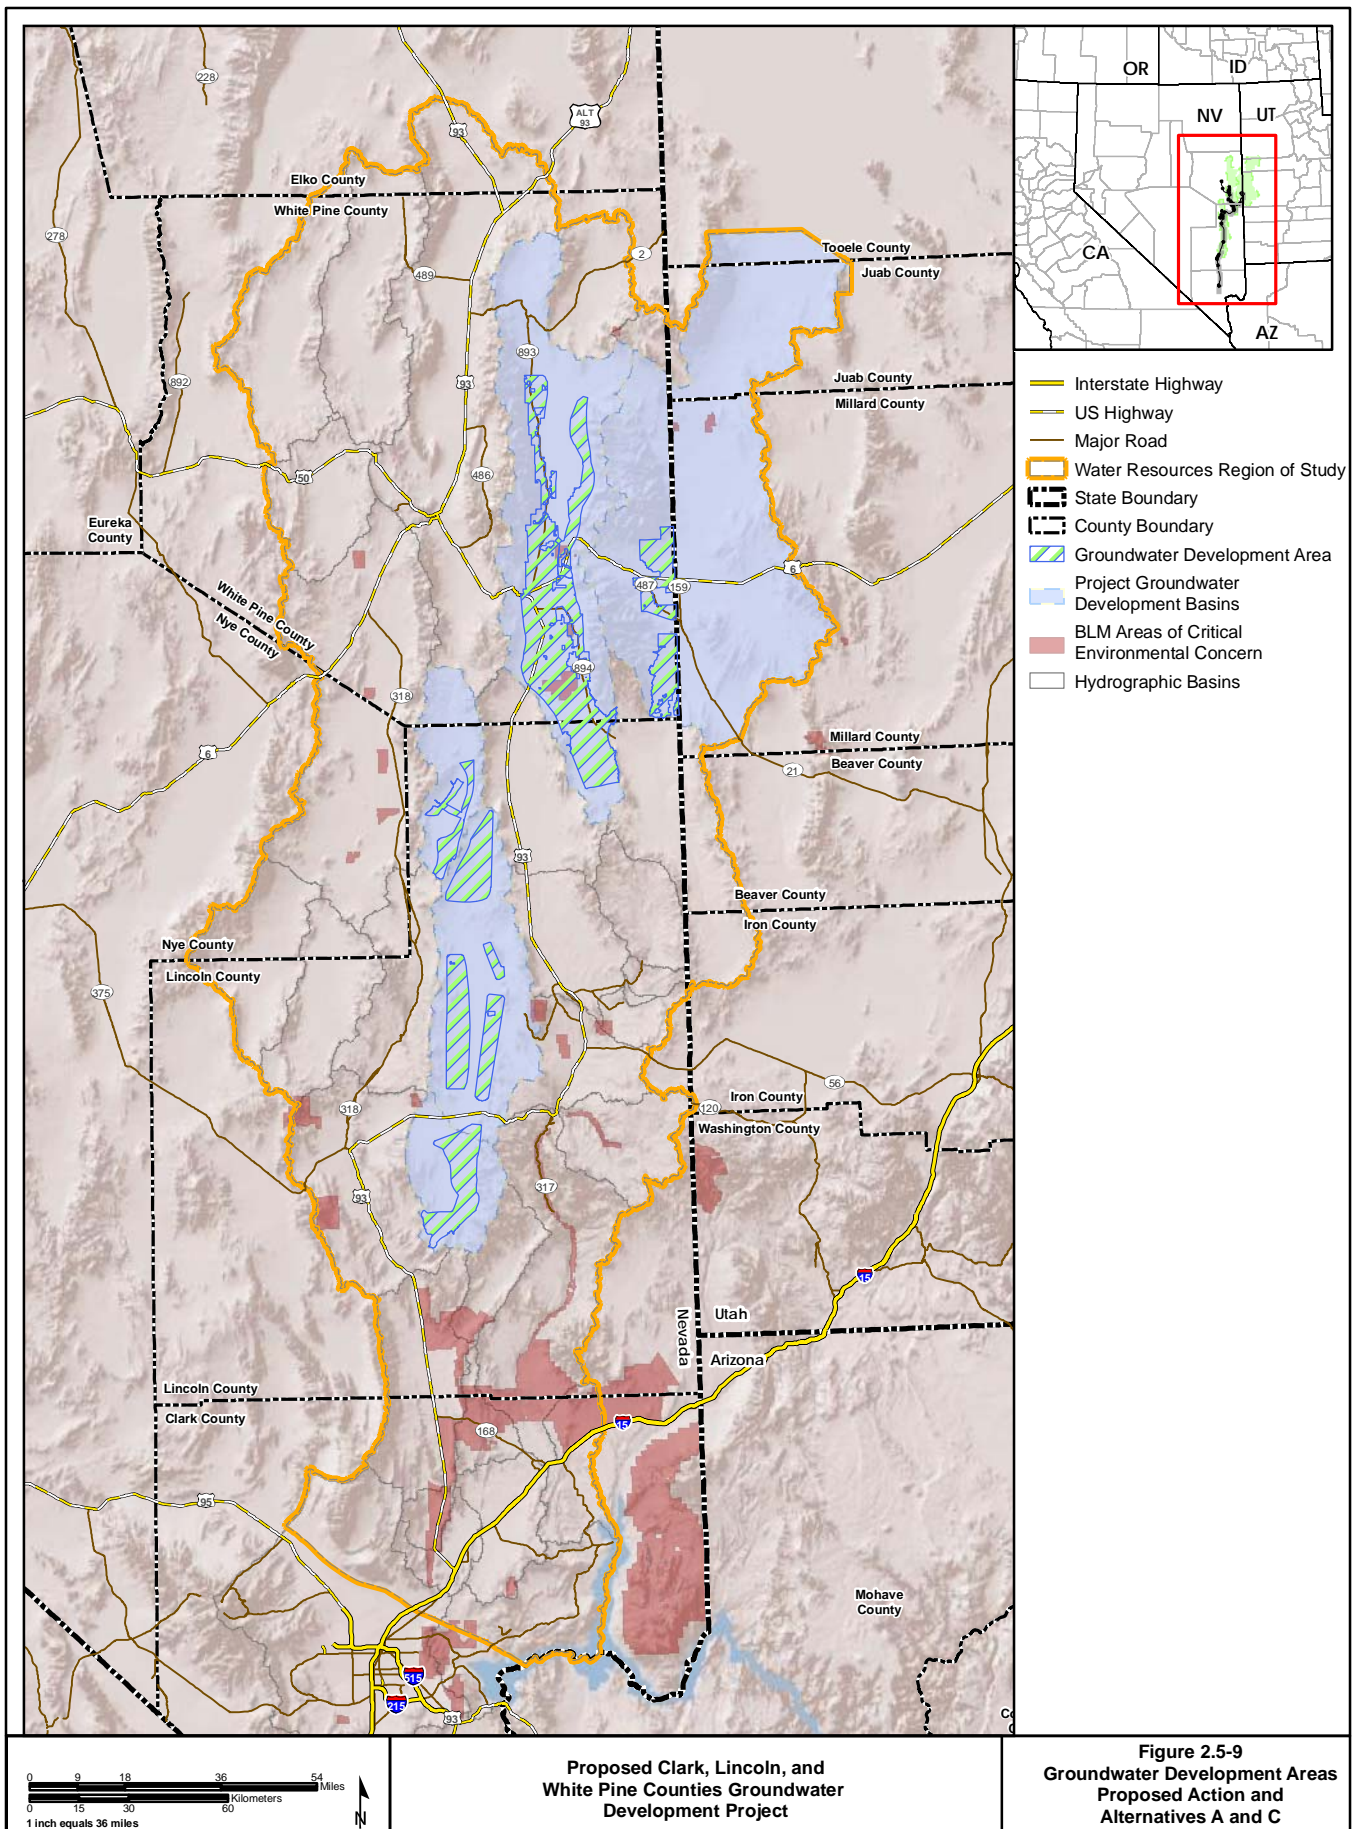 228
ALT
93
93
Elko County
White Pine County
278
489
2
Tooele County
Juab County
893
892
93
Juab County
Millard County
50
486
Eureka
County
6
487
159
White Pine County
Nye County
894
318
6
Millard County
Beaver County
21
93
Beaver County
Iron County
Nye County
Lincoln County
375
56
318
Iron County
120
Washington County
93
317
15
Utah
Nevada
Arizona
Lincoln County
Clark County
15
168
95
Mohave
County
515
215
93
OR
ID
NV
UT
CA
AZ
Interstate Highway
US Highway
Major Road
Water Resources Region of Study
State Boundary
County Boundary
Groundwater Development Area
Project Groundwater
Development Basins
BLM Areas of Critical
Environmental Concern
Hydrographic Basins
0 9 18 36 54
Miles
Kilometers
0 15 30 60
1 inch equals 36 miles
N
Proposed Clark, Lincoln, and
White Pine Counties Groundwater
Development Project
Figure 2.5-9
Groundwater Development Areas
Proposed Action and
Alternatives A and C